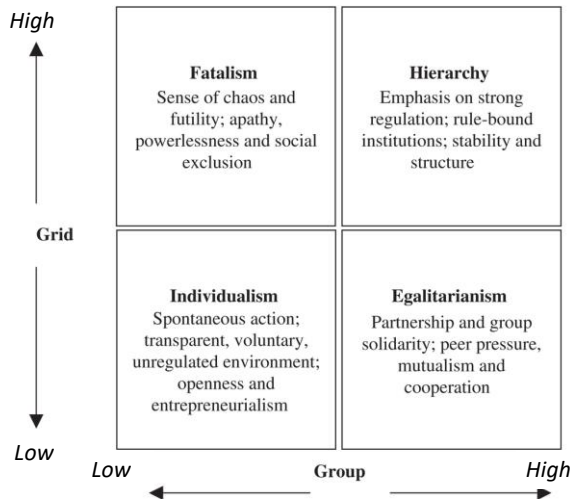 High
Fatalism
Sense of chaos and
futility; apathy,
powerlessness and social
exclusion
Hierarchy
Emphasis on strong
regulation; rule-bound
institutions; stability and
structure
Grid
Individualism
Spontaneous action;
transparent, voluntary,
unregulated environment;
openness and
entrepreneurialism
Egalitarianism
Partnership and group
solidarity; peer pressure,
mutualism and
cooperation
Low
Low
Group
High